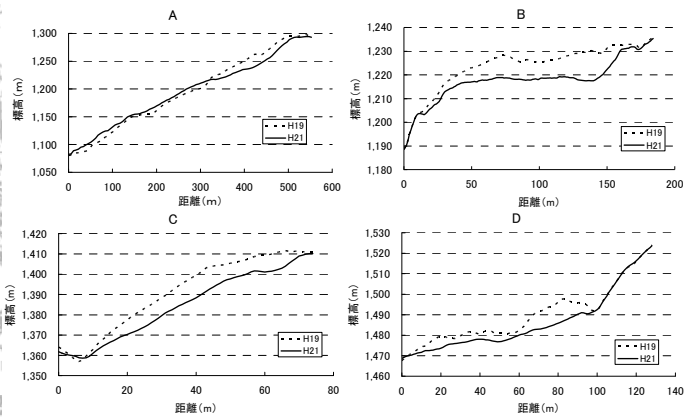 A
1,300
1,250
1,200
1,150
1,100
1,050
標高(m)
0 100 200 300 400 500 600
距離(m)
H19
H21
B
1,240
1,230
1,220
1,210
1,200
1,190
1,180
標高(m)
0 50 100 150 200
距離(m)
H19
H21
C
1,420
1,410
1,400
1,390
1,380
1,370
1,360
1,350
標高(m)
0 20 40 60 80
距離(m)
H19
H21
D
1,530
1,520
1,510
1,500
1,490
1,480
1,470
1,460
標高(m)
0 20 40 60 80 100 120 140
距離(m)
H19
H21